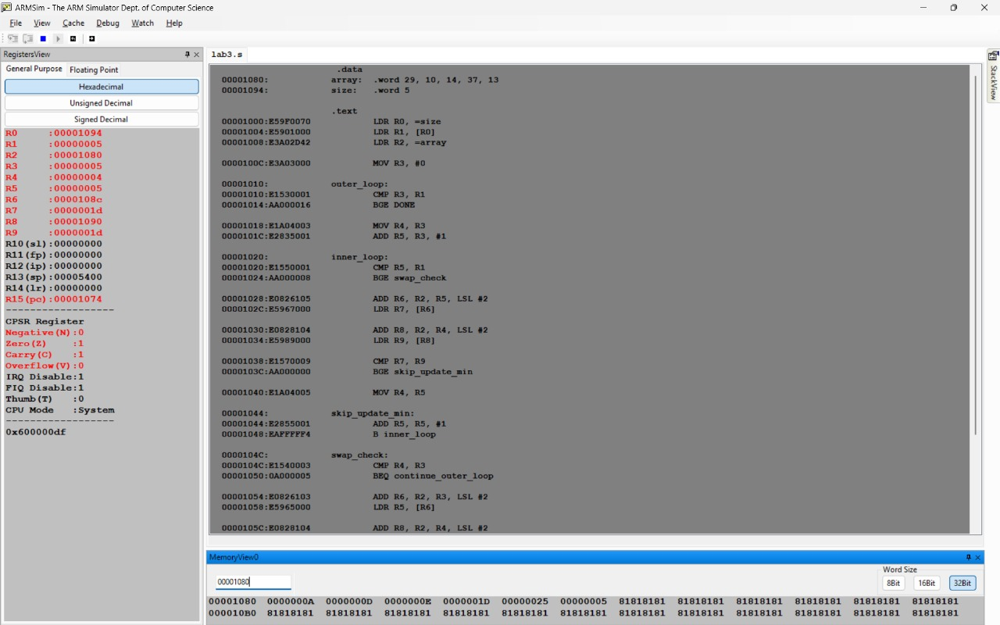 ARMSim - The ARM Simulator Dept. of Computer Science
File View Cache Debug Watch Help
RegistersView
General Purpose Floating Point
Hexadecimal
Unsigned Decimal
Signed Decimal
R0 :00001094
R1 :00000005
R2 :00001080
R3 :00000005
R4 :00000004
R5 :00000005
R6 :0000108c
R7 :0000001d
R8 :00001090
R9 :0000001d
R10(sl):00000000
R11(fp):00000000
R12(ip):00000000
R13(sp):00005400
R14(lr):00000000
R15(pc):00001074
-------------------
CPSR Register
Negative(N):0
Zero(Z) :1
Carry(C) :1
Overflow(V):0
IRQ Disable:1
FIQ Disable:1
Thumb(T) :0
CPU Mode :System
-------------------
0x600000df
lab3.s
.data
00001080: array: .word 29, 10, 14, 37, 13
00001094: size: .word 5
.text
00001000:E59F0070 LDR R0, =size
00001004:E5901000 LDR R1, [R0]
00001008:E3A02D42 LDR R2, =array
0000100C:E3A03000 MOV R3, #0
00001010: outer_loop:
00001010:E1530001 CMP R3, R1
00001014:AA000016 BGE DONE
00001018:E1A04003 MOV R4, R3
0000101C:E2835001 ADD R5, R3, #1
00001020: inner_loop:
00001020:E1550001 CMP R5, R1
00001024:AA000008 BGE swap_check
00001028:E0826105 ADD R6, R2, R5, LSL #2
0000102C:E5967000 LDR R7, [R6]
00001030:E0828104 ADD R8, R2, R4, LSL #2
00001034:E5989000 LDR R9, [R8]
00001038:E1570009 CMP R7, R9
0000103C:AA000000 BGE skip_update_min
00001040:E1A04005 MOV R4, R5
00001044: skip_update_min:
00001044:E2855001 ADD R5, R5, #1
00001048:EAFFFFF4 B inner_loop
0000104C: swap_check:
0000104C:E1540003 CMP R4, R3
00001050:0A000005 BEQ continue_outer_loop
00001054:E0826103 ADD R6, R2, R3, LSL #2
00001058:E5965000 LDR R5, [R6]
0000105C:E0828104 ADD R8, R2, R4, LSL #2
StackView
MemoryView0
00001080
Word Size
8Bit 16Bit 32Bit
00001080 0000000A 0000000D 0000000E 0000001D 00000025 00000005 81818181 81818181 81818181 81818181 81818181 81818181
000010B0 81818181 81818181 81818181 81818181 81818181 81818181 81818181 81818181 81818181 81818181 81818181 81818181